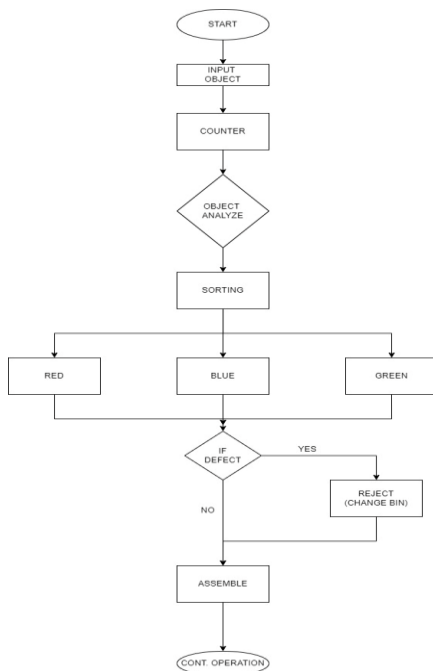 START
INPUT
OBJECT
COUNTER
OBJECT
ANALYZE
SORTING
RED
BLUE
GREEN
IF
DEFECT
YES
REJECT
(CHANGE BIN)
NO
ASSEMBLE
CONT. OPERATION